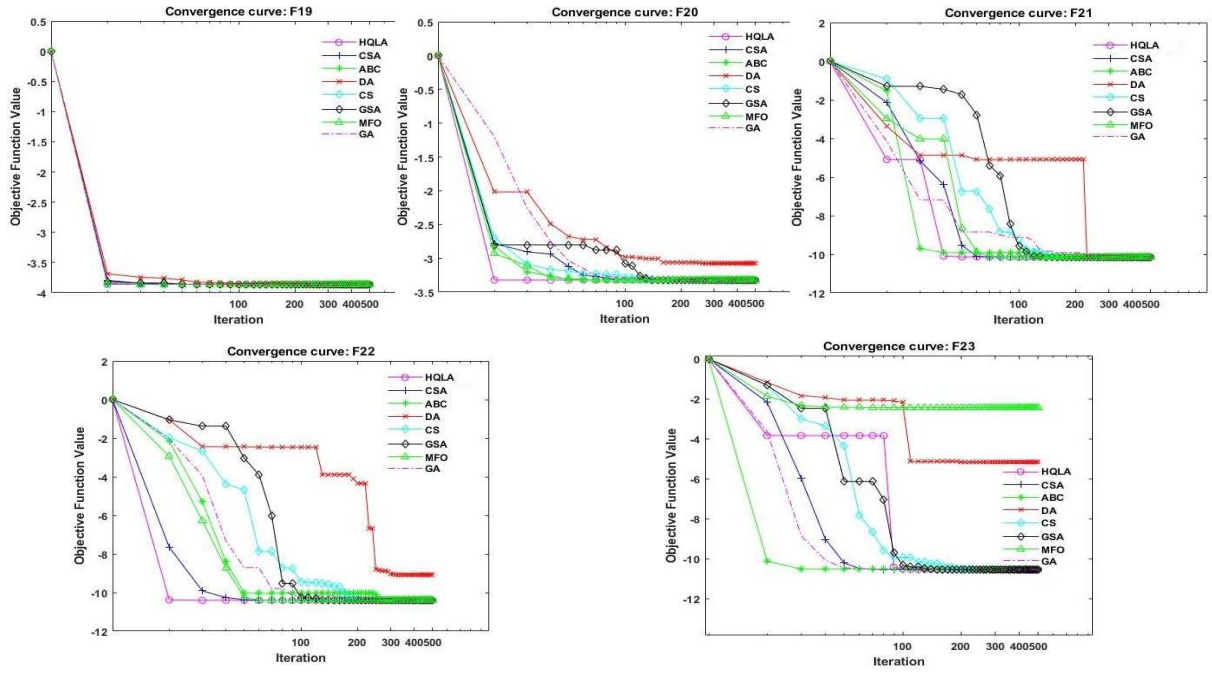 Convergence curve: F19
0.5
0
-0.5
-1
-1.5
-2
-2.5
-3
-3.5
-4
Objective Function Value
HQLA
CSA
ABC
DA
CS
GSA
MFO
GA
100
200
300
400500
Iteration
Convergence curve: F20
0.5
0
-0.5
-1
-1.5
-2
-2.5
-3
-3.5
Objective Function Value
HQLA
CSA
ABC
DA
CS
GSA
MFO
GA
100
200
300
400500
Iteration
Convergence curve: F21
2
0
-2
-4
-6
-8
-10
-12
Objective Function Value
HQLA
CSA
ABC
DA
CS
GSA
MFO
GA
100
200
300
400500
Iteration
Convergence curve: F22
2
0
-2
-4
-6
-8
-10
-12
Objective Function Value
HQLA
CSA
ABC
DA
CS
GSA
MFO
GA
100
200
300
400500
Iteration
Convergence curve: F23
0
-2
-4
-6
-8
-10
-12
Objective Function Value
HQLA
CSA
ABC
DA
CS
GSA
MFO
GA
100
200
300
400500
Iteration